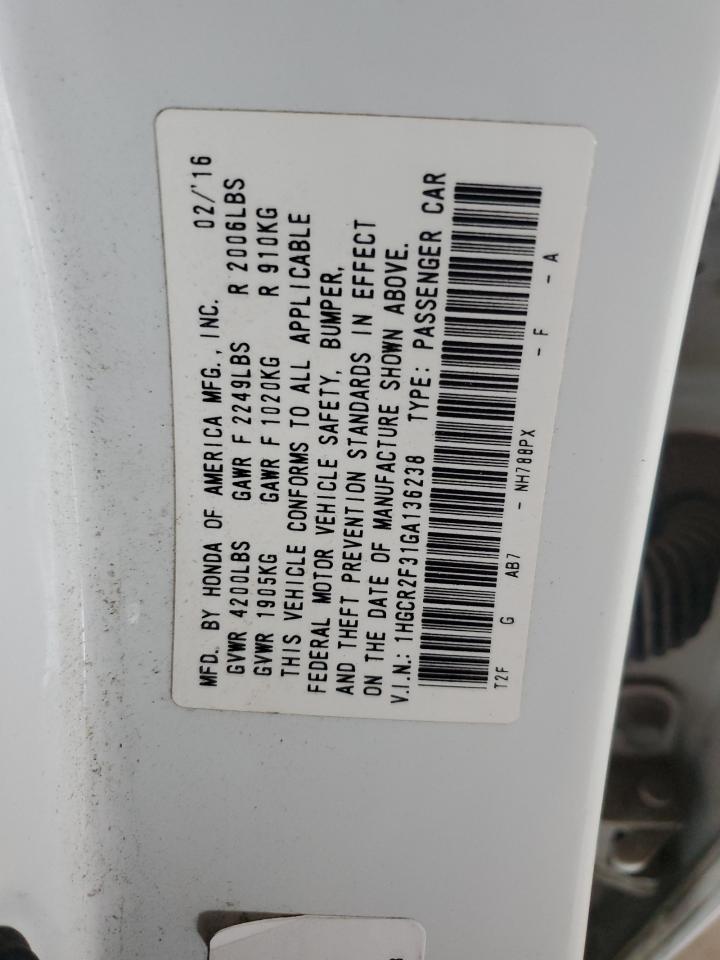 MFD. BY HONDA OF AMERICA MFG., INC. 02/'16
GVWR 4200LBS GAWR F 2249LBS R 2006LBS
GVWR 1905KG GAWR F 1020KG R 910KG
THIS VEHICLE CONFORMS TO ALL APPLICABLE
FEDERAL MOTOR VEHICLE SAFETY, BUMPER,
AND THEFT PREVENTION STANDARDS IN EFFECT
ON THE DATE OF MANUFACTURE SHOWN ABOVE.
V.I.N.: 1HGCR2F31GA136238 TYPE: PASSENGER CAR
T2F G AB7 - NH788PX - F - A